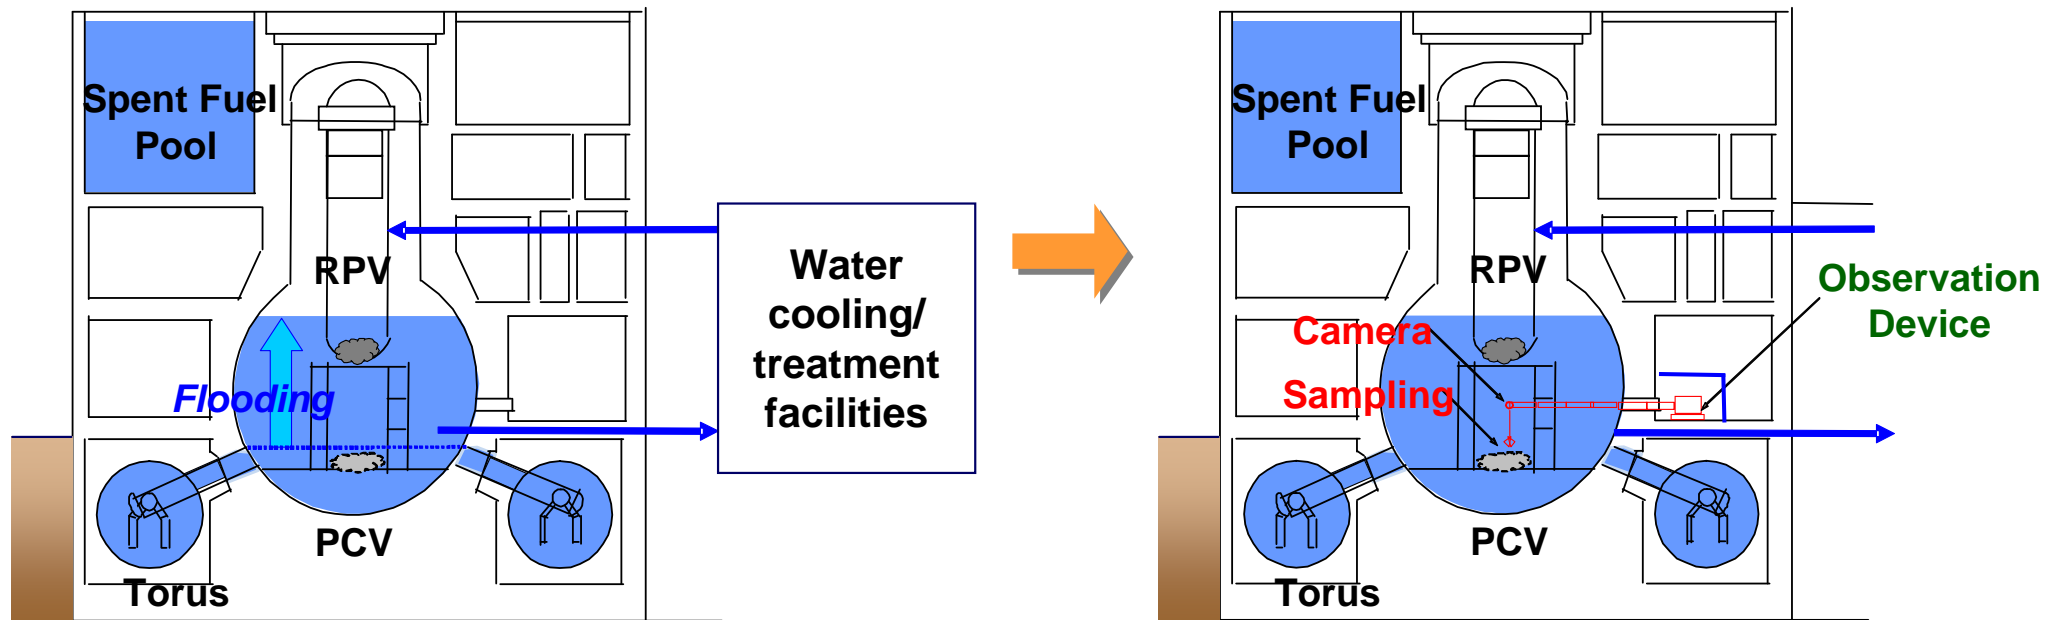 Spent Fuel
Pool
RPV
Flooding
PCV
Torus
Water
cooling/
treatment
facilities
Spent Fuel
Pool
RPV
Camera
Sampling
PCV
Torus
Observation
Device